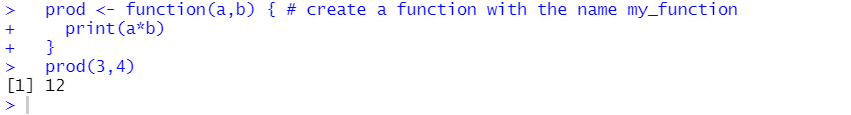 >   prod <- function(a,b) { # create a function with the name my_function
+     print(a*b)
+   }
>   prod(3,4)
[1] 12
>